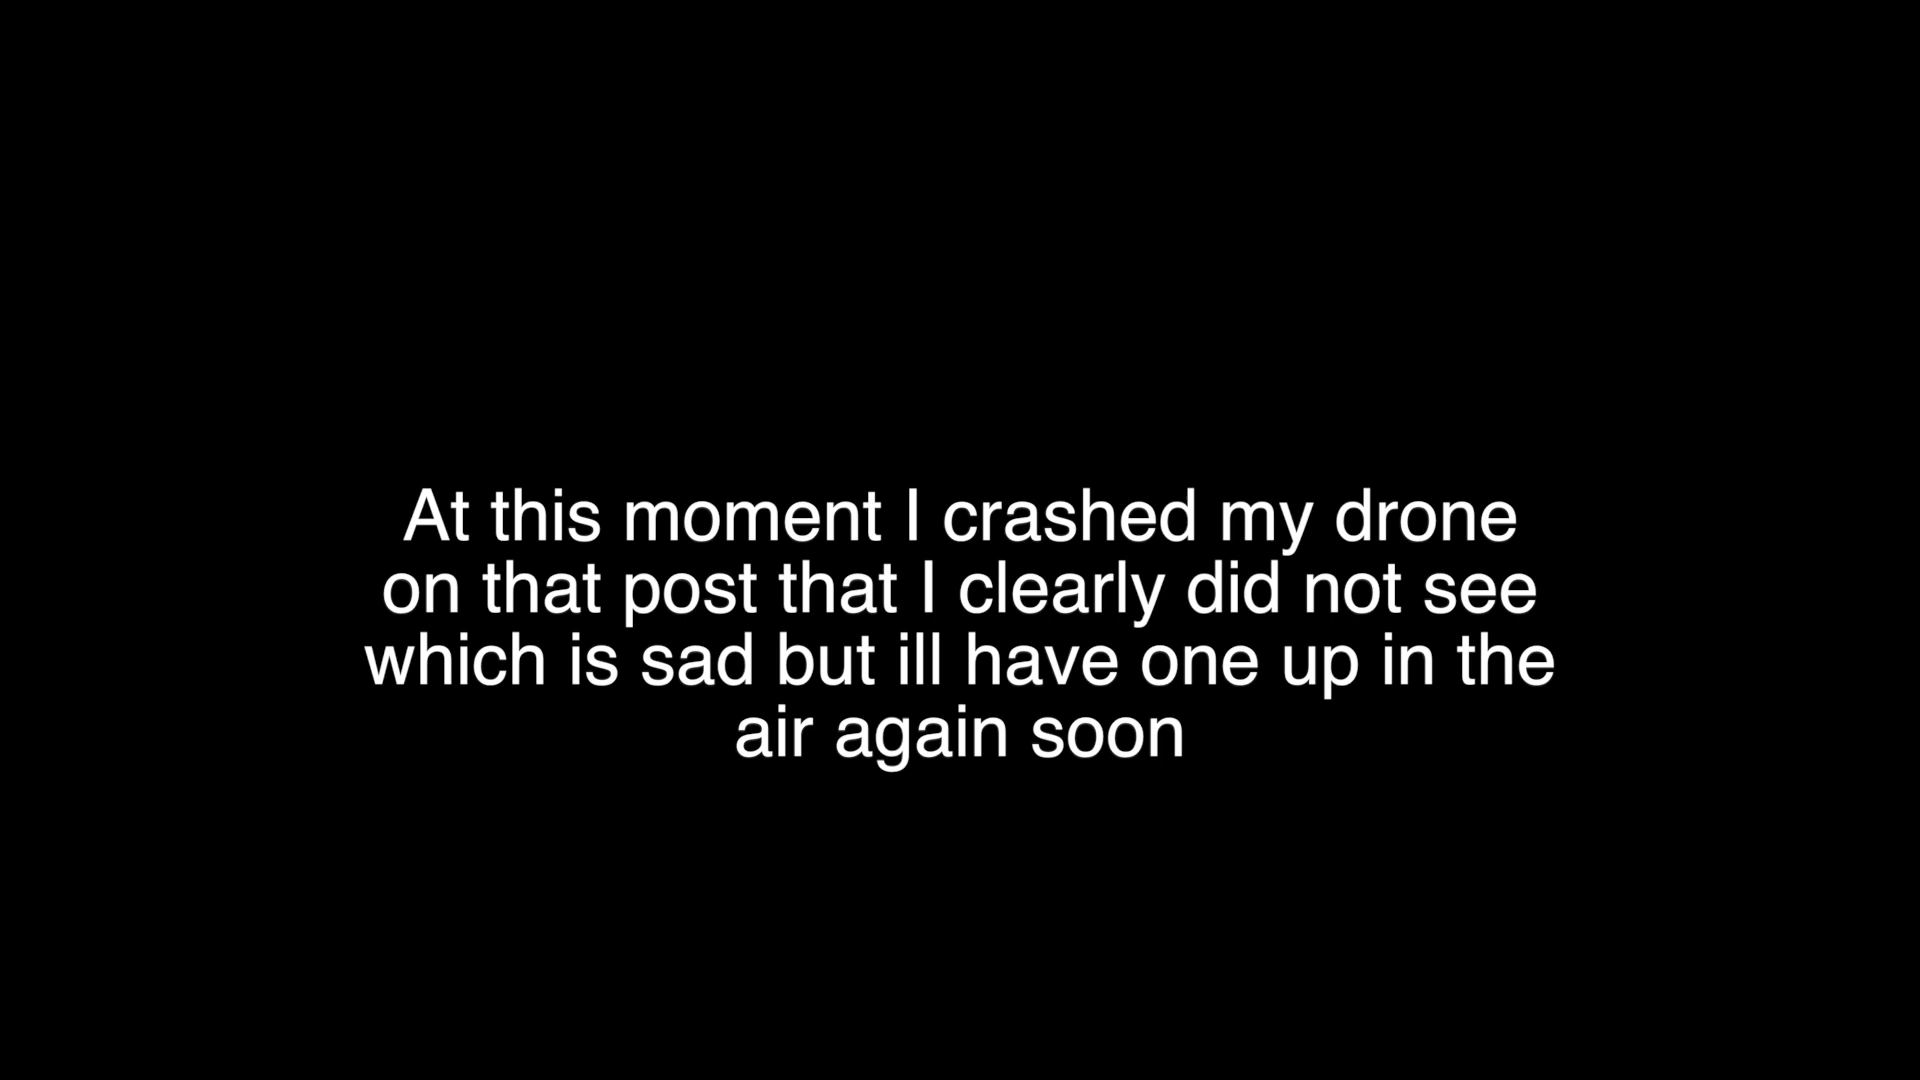 At this moment I crashed my drone
on that post that I clearly did not see
which is sad but ill have one up in the
air again soon